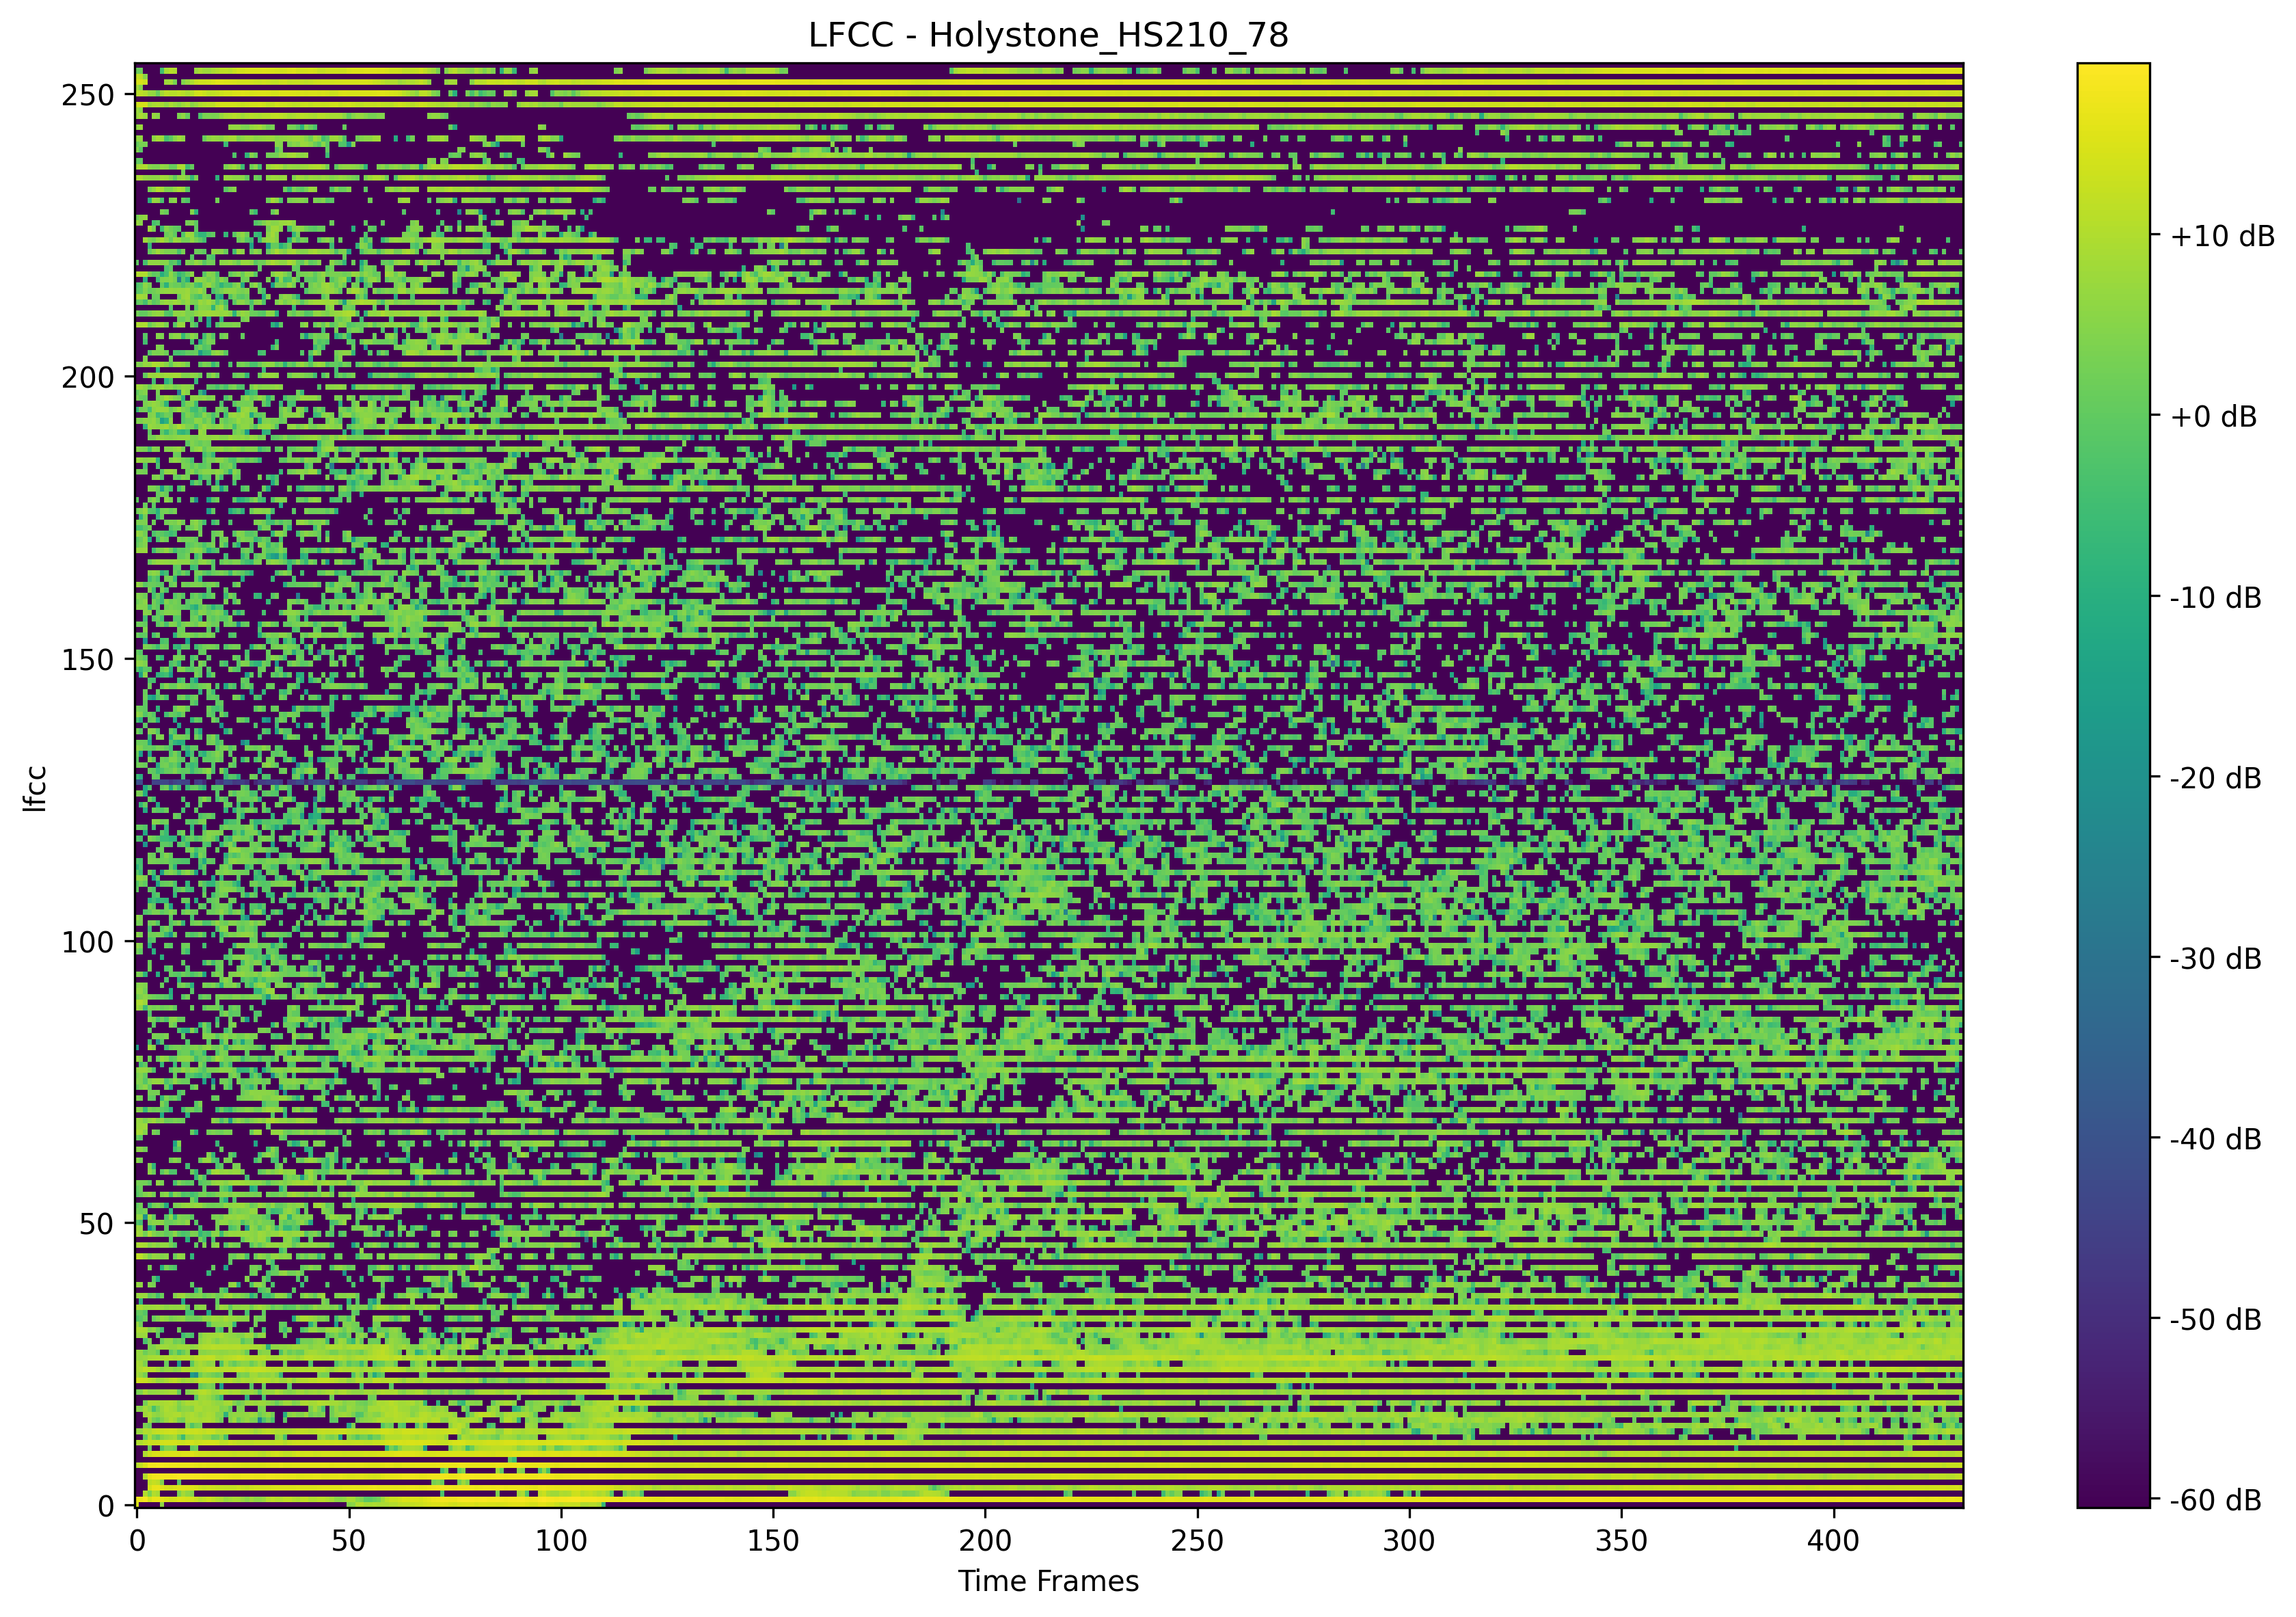 LFCC - Holystone_HS210_78
250
200
150
100
50
0
lfcc
0 50 100 150 200 250 300 350 400
Time Frames
+10 dB
+0 dB
-10 dB
-20 dB
-30 dB
-40 dB
-50 dB
-60 dB